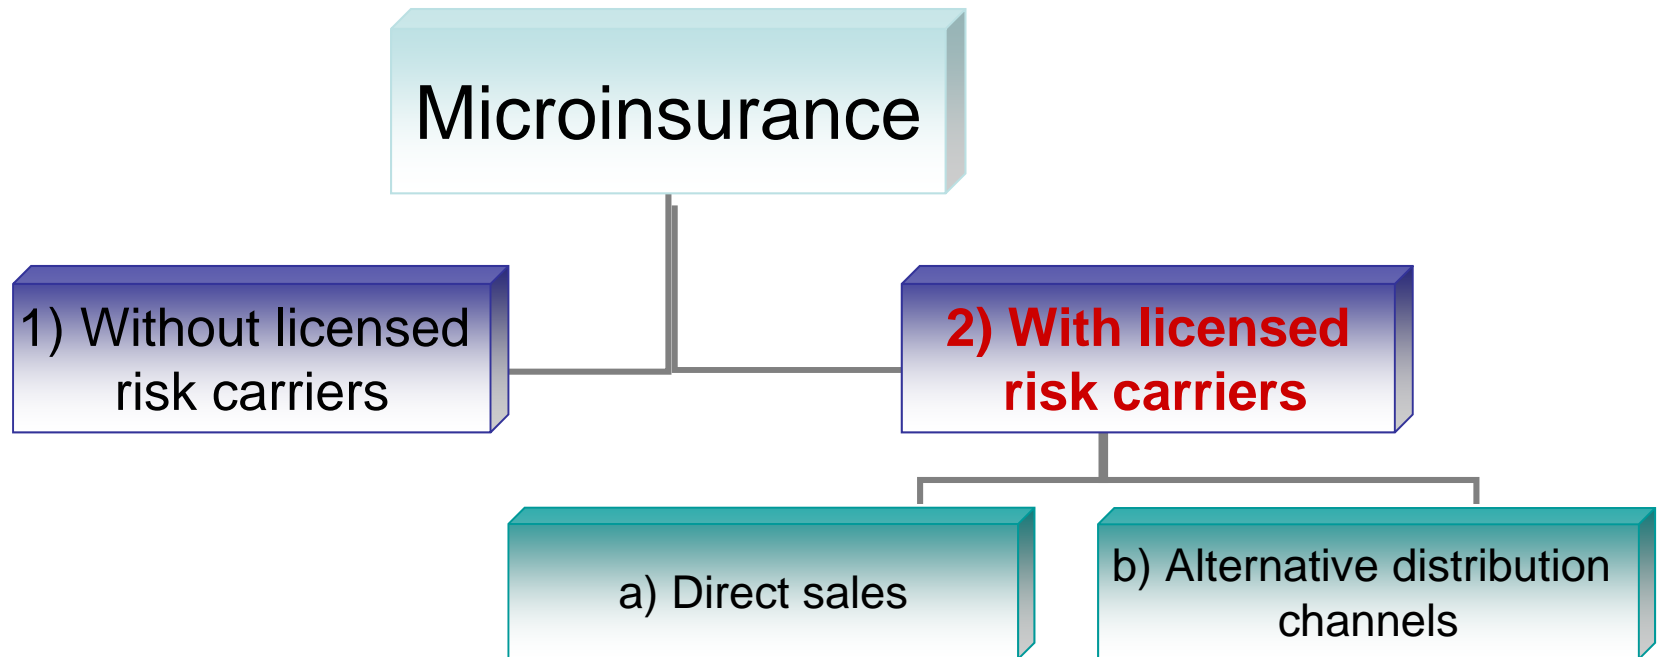 Microinsurance
1) Without licensed
risk carriers
2) With licensed
risk carriers
a) Direct sales
b) Alternative distribution
channels